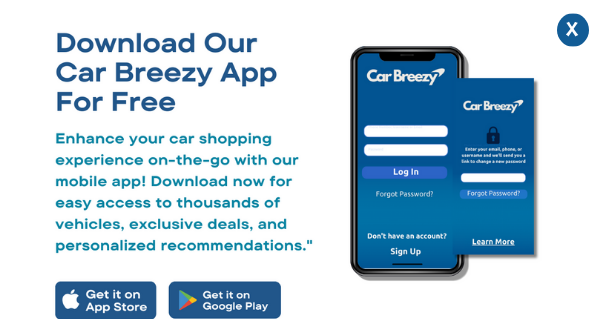 X
Download Our
Car Breezy App
For Free
Enhance your car shopping
experience on-the-go with our
mobile app! Download now for
easy access to thousands of
vehicles, exclusive deals, and
personalized recommendations."
Get it on
App Store
Get it on
Google Play
Car Breezy
Log In
Forgot Password?
Don't have an account?
Sign Up
Car Breezy
Enter your email, phone, or
username and we'll send you a
link to change a new password
Forgot Password?
Learn More